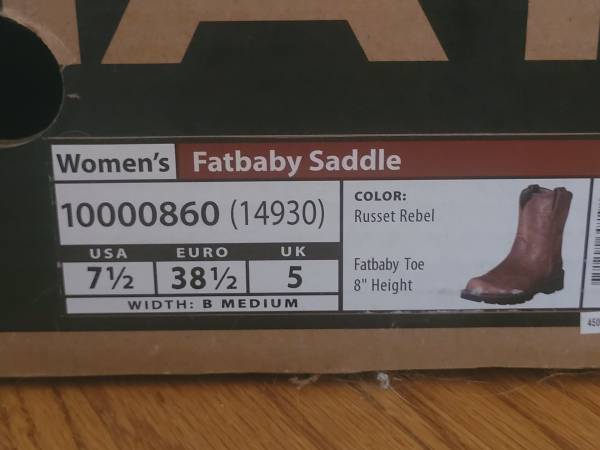 Women's Fatbaby Saddle
10000860 (14930)
USA EURO UK
7½ 38½ 5
WIDTH: B MEDIUM
COLOR:
Russet Rebel
Fatbaby Toe
8" Height
450